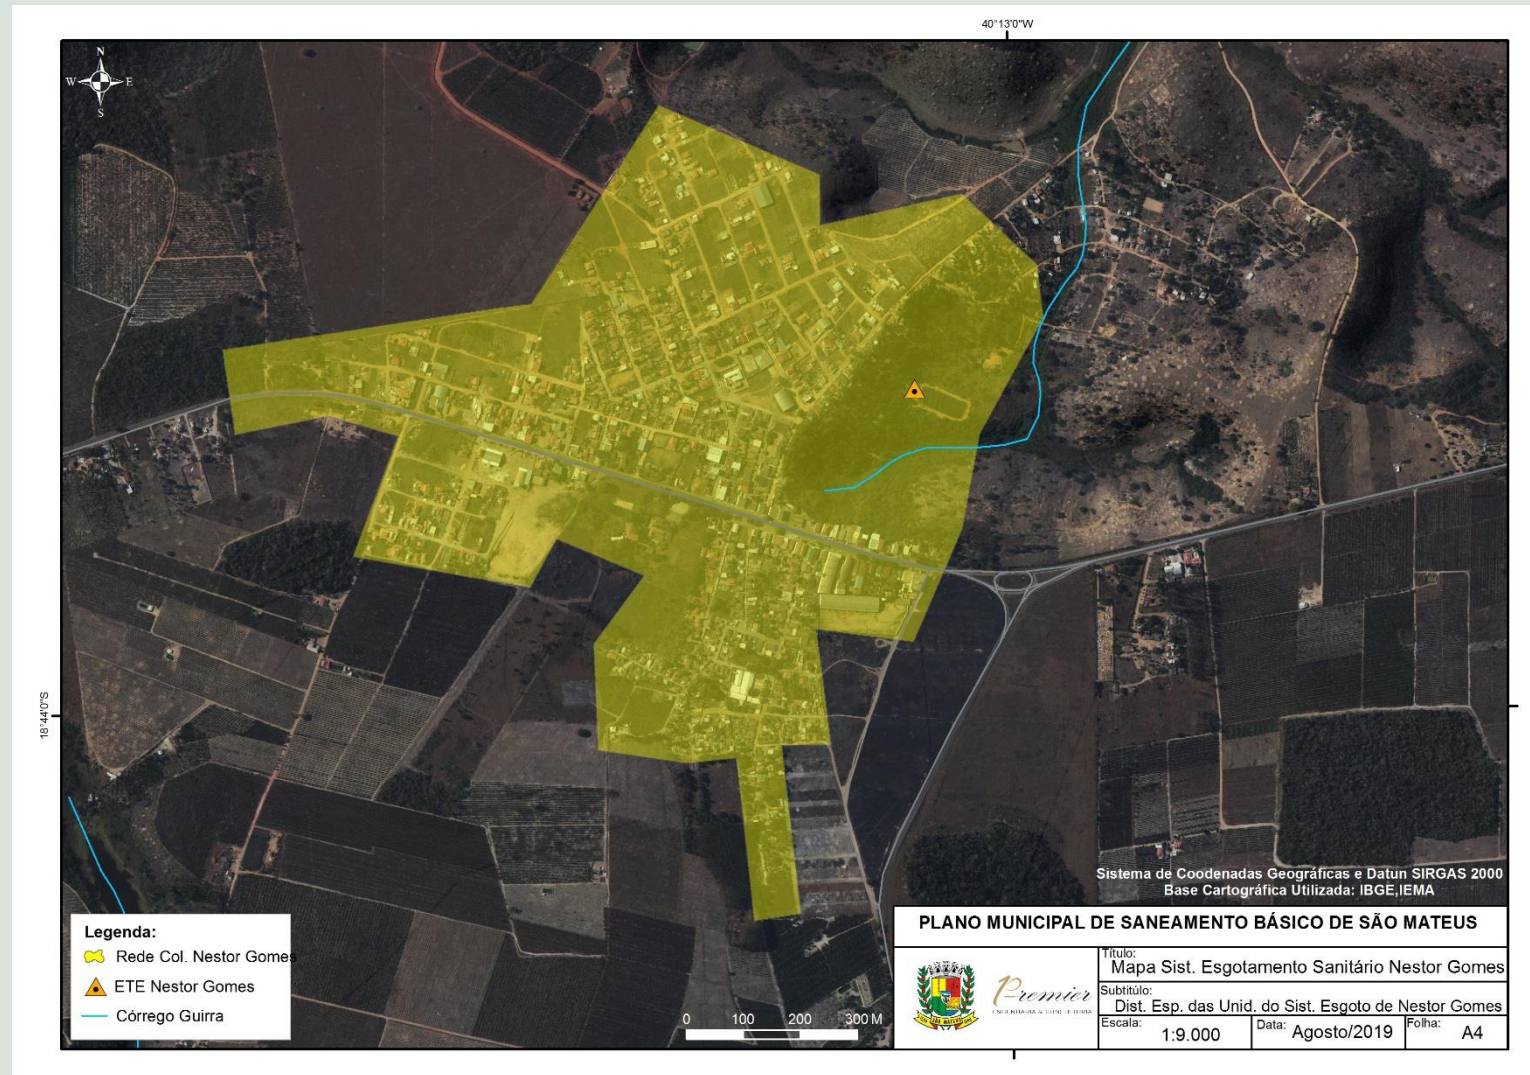 40°13'0"W
N
W E
S
18°44'0"S
Sistema de Coodenadas Geográficas e Datun SIRGAS 2000
Base Cartográfica Utilizada: IBGE,IEMA
Legenda:
Rede Col. Nestor Gomes
ETE Nestor Gomes
Córrego Guirra
0 100 200 300 M
PLANO MUNICIPAL DE SANEAMENTO BÁSICO DE SÃO MATEUS
SÃO MATEUS
Premier
Título:
Mapa Sist. Esgotamento Sanitário Nestor Gomes
Subtitúlo:
Dist. Esp. das Unid. do Sist. Esgoto de Nestor Gomes
Escala: 1:9.000 Data: Agosto/2019 Folha: A4